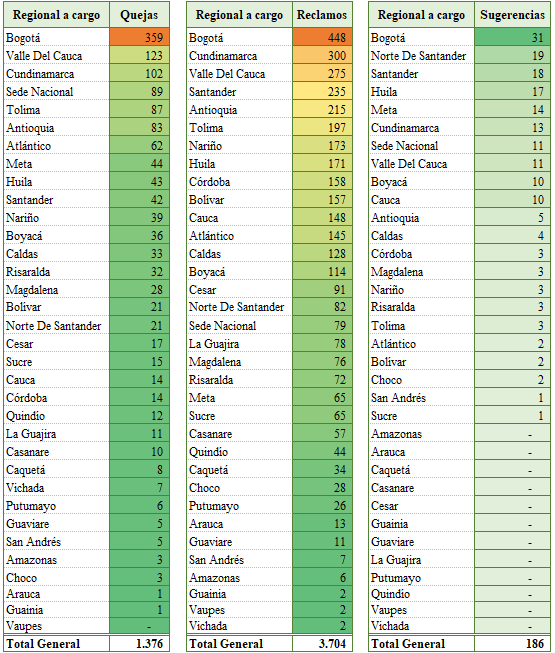 Regional a cargo Quejas
Bogotá 359
Valle Del Cauca 123
Cundinamarca 102
Sede Nacional 89
Tolima 87
Antioquia 83
Atlántico 62
Meta 44
Huila 43
Santander 42
Nariño 39
Boyacá 36
Caldas 33
Risaralda 32
Magdalena 28
Bolívar 21
Norte De Santander 21
Cesar 17
Sucre 15
Cauca 14
Córdoba 14
Quindío 12
La Guajira 11
Casanare 10
Caquetá 8
Vichada 7
Putumayo 6
Guaviare 5
San Andrés 5
Amazonas 3
Choco 3
Arauca 1
Guainia 1
Vaupes -
Total General 1.376
Regional a cargo Reclamos
Bogotá 448
Cundinamarca 300
Valle Del Cauca 275
Santander 235
Antioquia 215
Tolima 197
Nariño 173
Huila 171
Córdoba 158
Bolívar 157
Cauca 148
Atlántico 145
Caldas 128
Boyacá 114
Cesar 91
Norte De Santander 82
Sede Nacional 79
La Guajira 78
Magdalena 76
Risaralda 72
Meta 65
Sucre 65
Casanare 57
Quindío 44
Caquetá 34
Choco 28
Putumayo 26
Arauca 13
Guaviare 11
San Andrés 7
Amazonas 6
Guainia 2
Vaupes 2
Vichada 2
Total General 3.704
Regional a cargo Sugerencias
Bogotá 31
Norte De Santander 19
Santander 18
Huila 17
Meta 14
Cundinamarca 13
Sede Nacional 11
Valle Del Cauca 11
Boyacá 10
Cauca 10
Antioquia 5
Caldas 4
Córdoba 3
Magdalena 3
Nariño 3
Risaralda 3
Tolima 3
Atlántico 2
Bolívar 2
Choco 2
San Andrés 1
Sucre 1
Amazonas -
Arauca -
Caquetá -
Casanare -
Cesar -
Guainia -
Guaviare -
La Guajira -
Putumayo -
Quindío -
Vaupes -
Vichada -
Total General 186